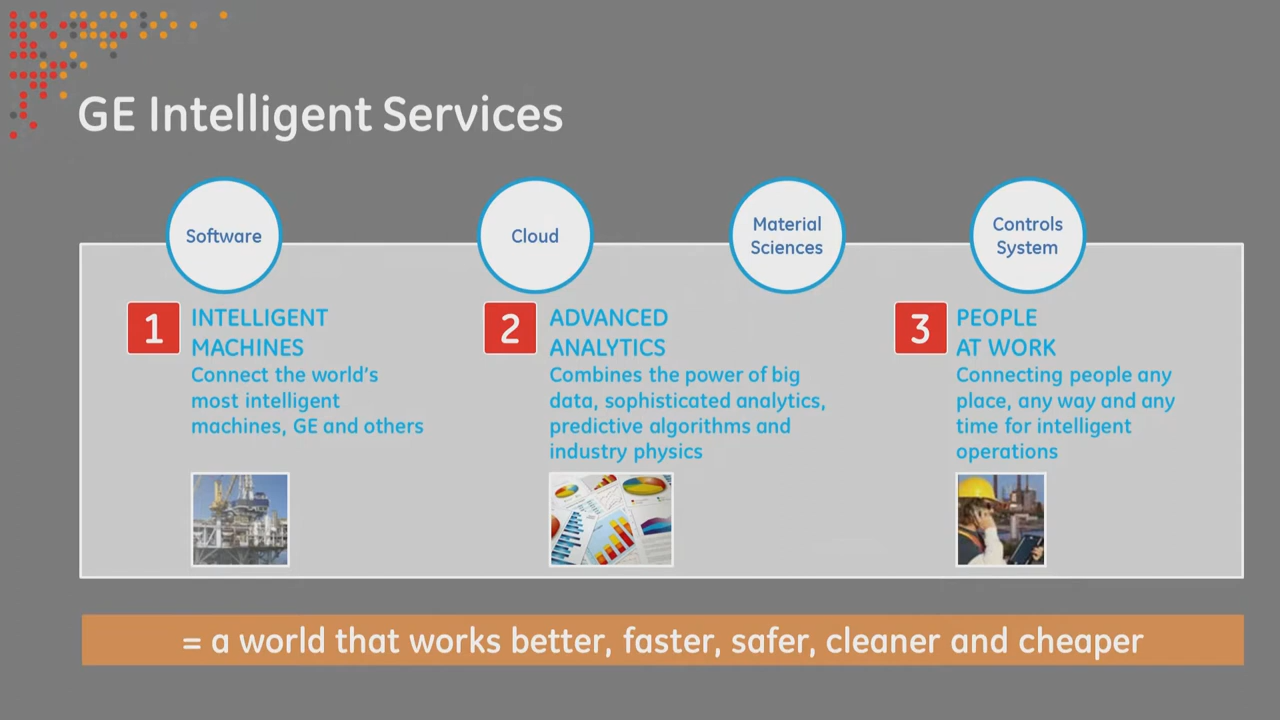 GE Intelligent Services
Software
Cloud
Material
Sciences
Controls
System
1
INTELLIGENT
MACHINES
Connect the world's
most intelligent
machines, GE and others
2
ADVANCED
ANALYTICS
Combines the power of big
data, sophisticated analytics,
predictive algorithms and
industry physics
3
PEOPLE
AT WORK
Connecting people any
place, any way and any
time for intelligent
operations
= a world that works better, faster, safer, cleaner and cheaper